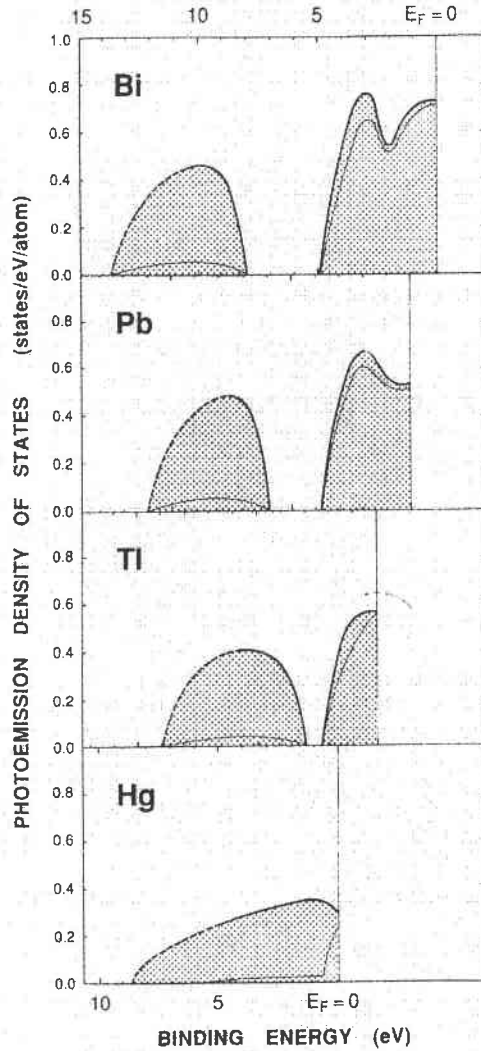 15 10 5 E_F = 0
1.0
Bi
0.8
0.6
0.4
0.2
0.0
Pb
0.8
0.6
0.4
0.2
0.0
Tl
0.8
0.6
0.4
0.2
0.0
Hg
0.8
0.6
0.4
0.2
0.0
10 5 E_F = 0
BINDING ENERGY (eV)
PHOTOEMISSION DENSITY OF STATES (states/eV/atom)